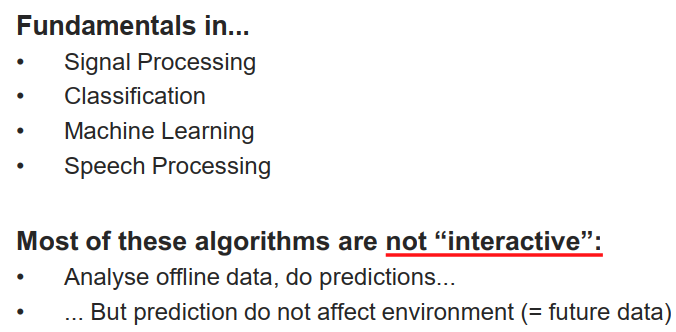 Fundamentals in...
• Signal Processing
• Classification
• Machine Learning
• Speech Processing
Most of these algorithms are not “interactive”:
• Analyse offline data, do predictions...
• ... But prediction do not affect environment (= future data)